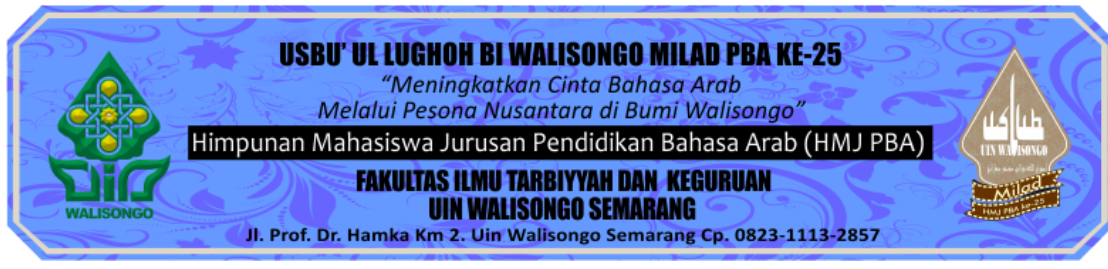 USBU' UL LUGHOH BI WALISONGO MILAD PBA KE-25
"Meningkatkan Cinta Bahasa Arab
Melalui Pesona Nusantara di Bumi Walisongo"
Himpunan Mahasiswa Jurusan Pendidikan Bahasa Arab (HMJ PBA)
FAKULTAS ILMU TARBIYYAH DAN KEGURUAN
UIN WALISONGO SEMARANG
Jl. Prof. Dr. Hamka Km 2. Uin Walisongo Semarang Cp. 0823-1113-2857
UIN
WALISONGO
uslub
UIN WALISONGO
Milad
HMJ PBA ke-25